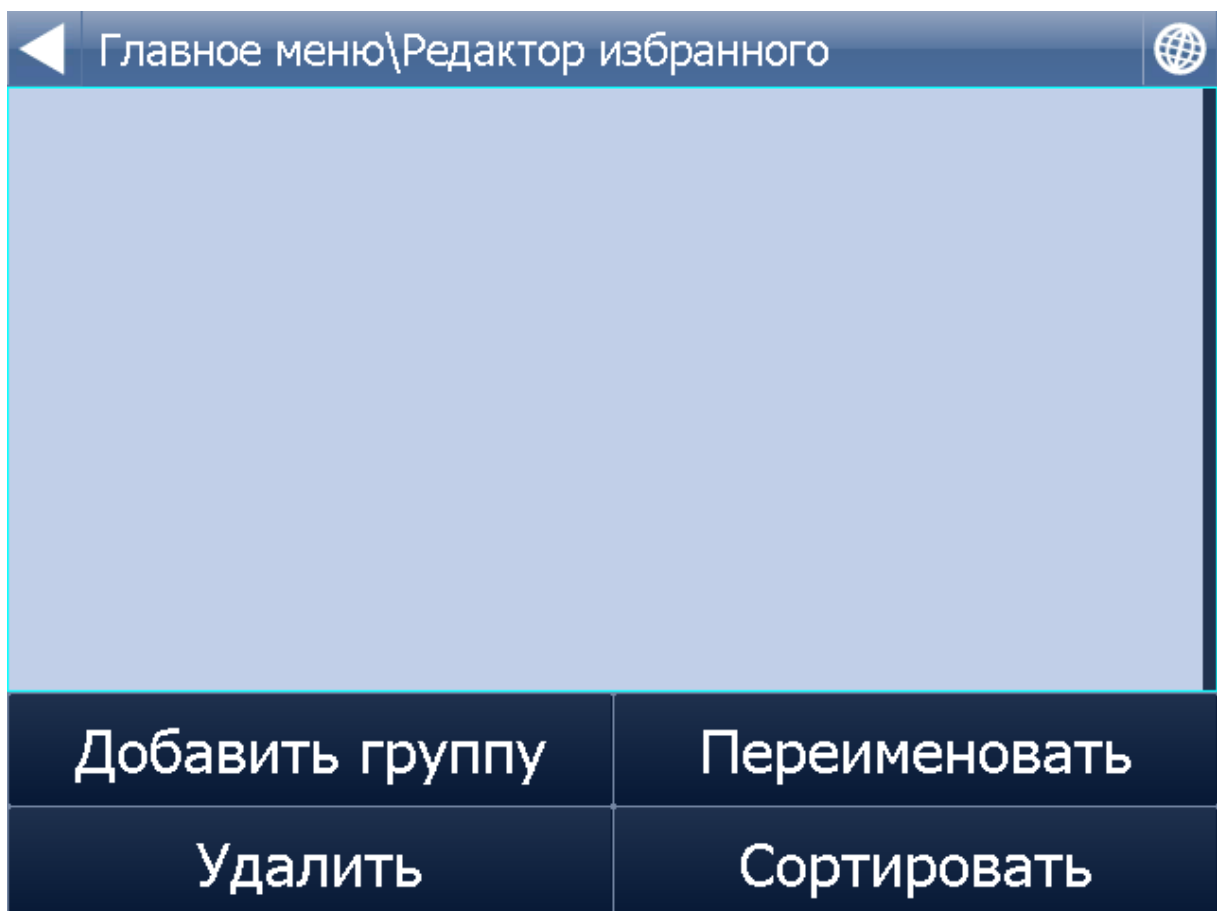 Главное меню\Редактор избранного
Добавить группу
Переименовать
Удалить
Сортировать